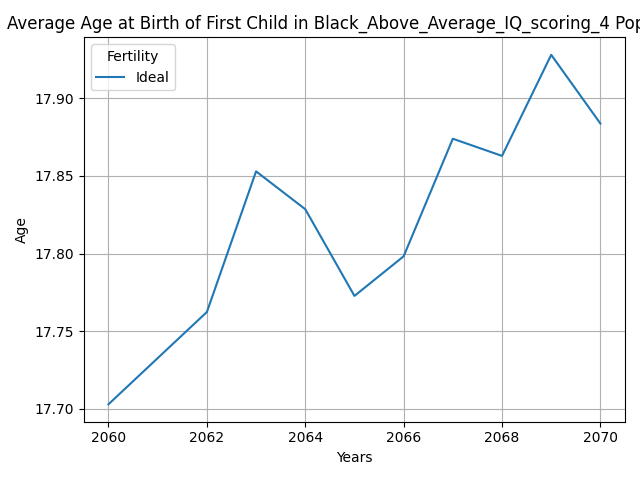 Average Age at Birth of First Child in Black_Above_Average_IQ_scoring_4 Pop
Fertility
Ideal
17.90
17.85
17.80
17.75
17.70
Age
2060 2062 2064 2066 2068 2070
Years